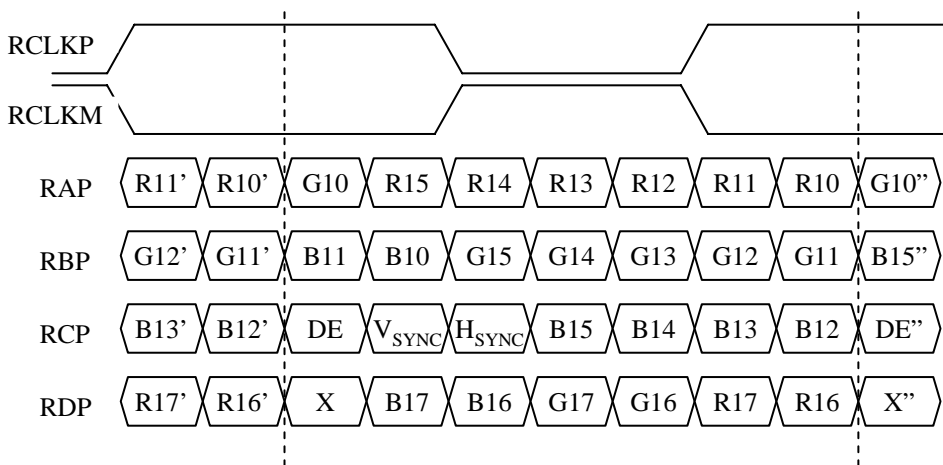 RCLKP
RCLKM
RAP R11’ R10’ G10 R15 R14 R13 R12 R11 R10 G10”
RBP G12’ G11’ B11 B10 G15 G14 G13 G12 G11 B15”
RCP B13’ B12’ DE VSYNC HSYNC B15 B14 B13 B12 DE”
RDP R17’ R16’ X B17 B16 G17 G16 R17 R16 X”